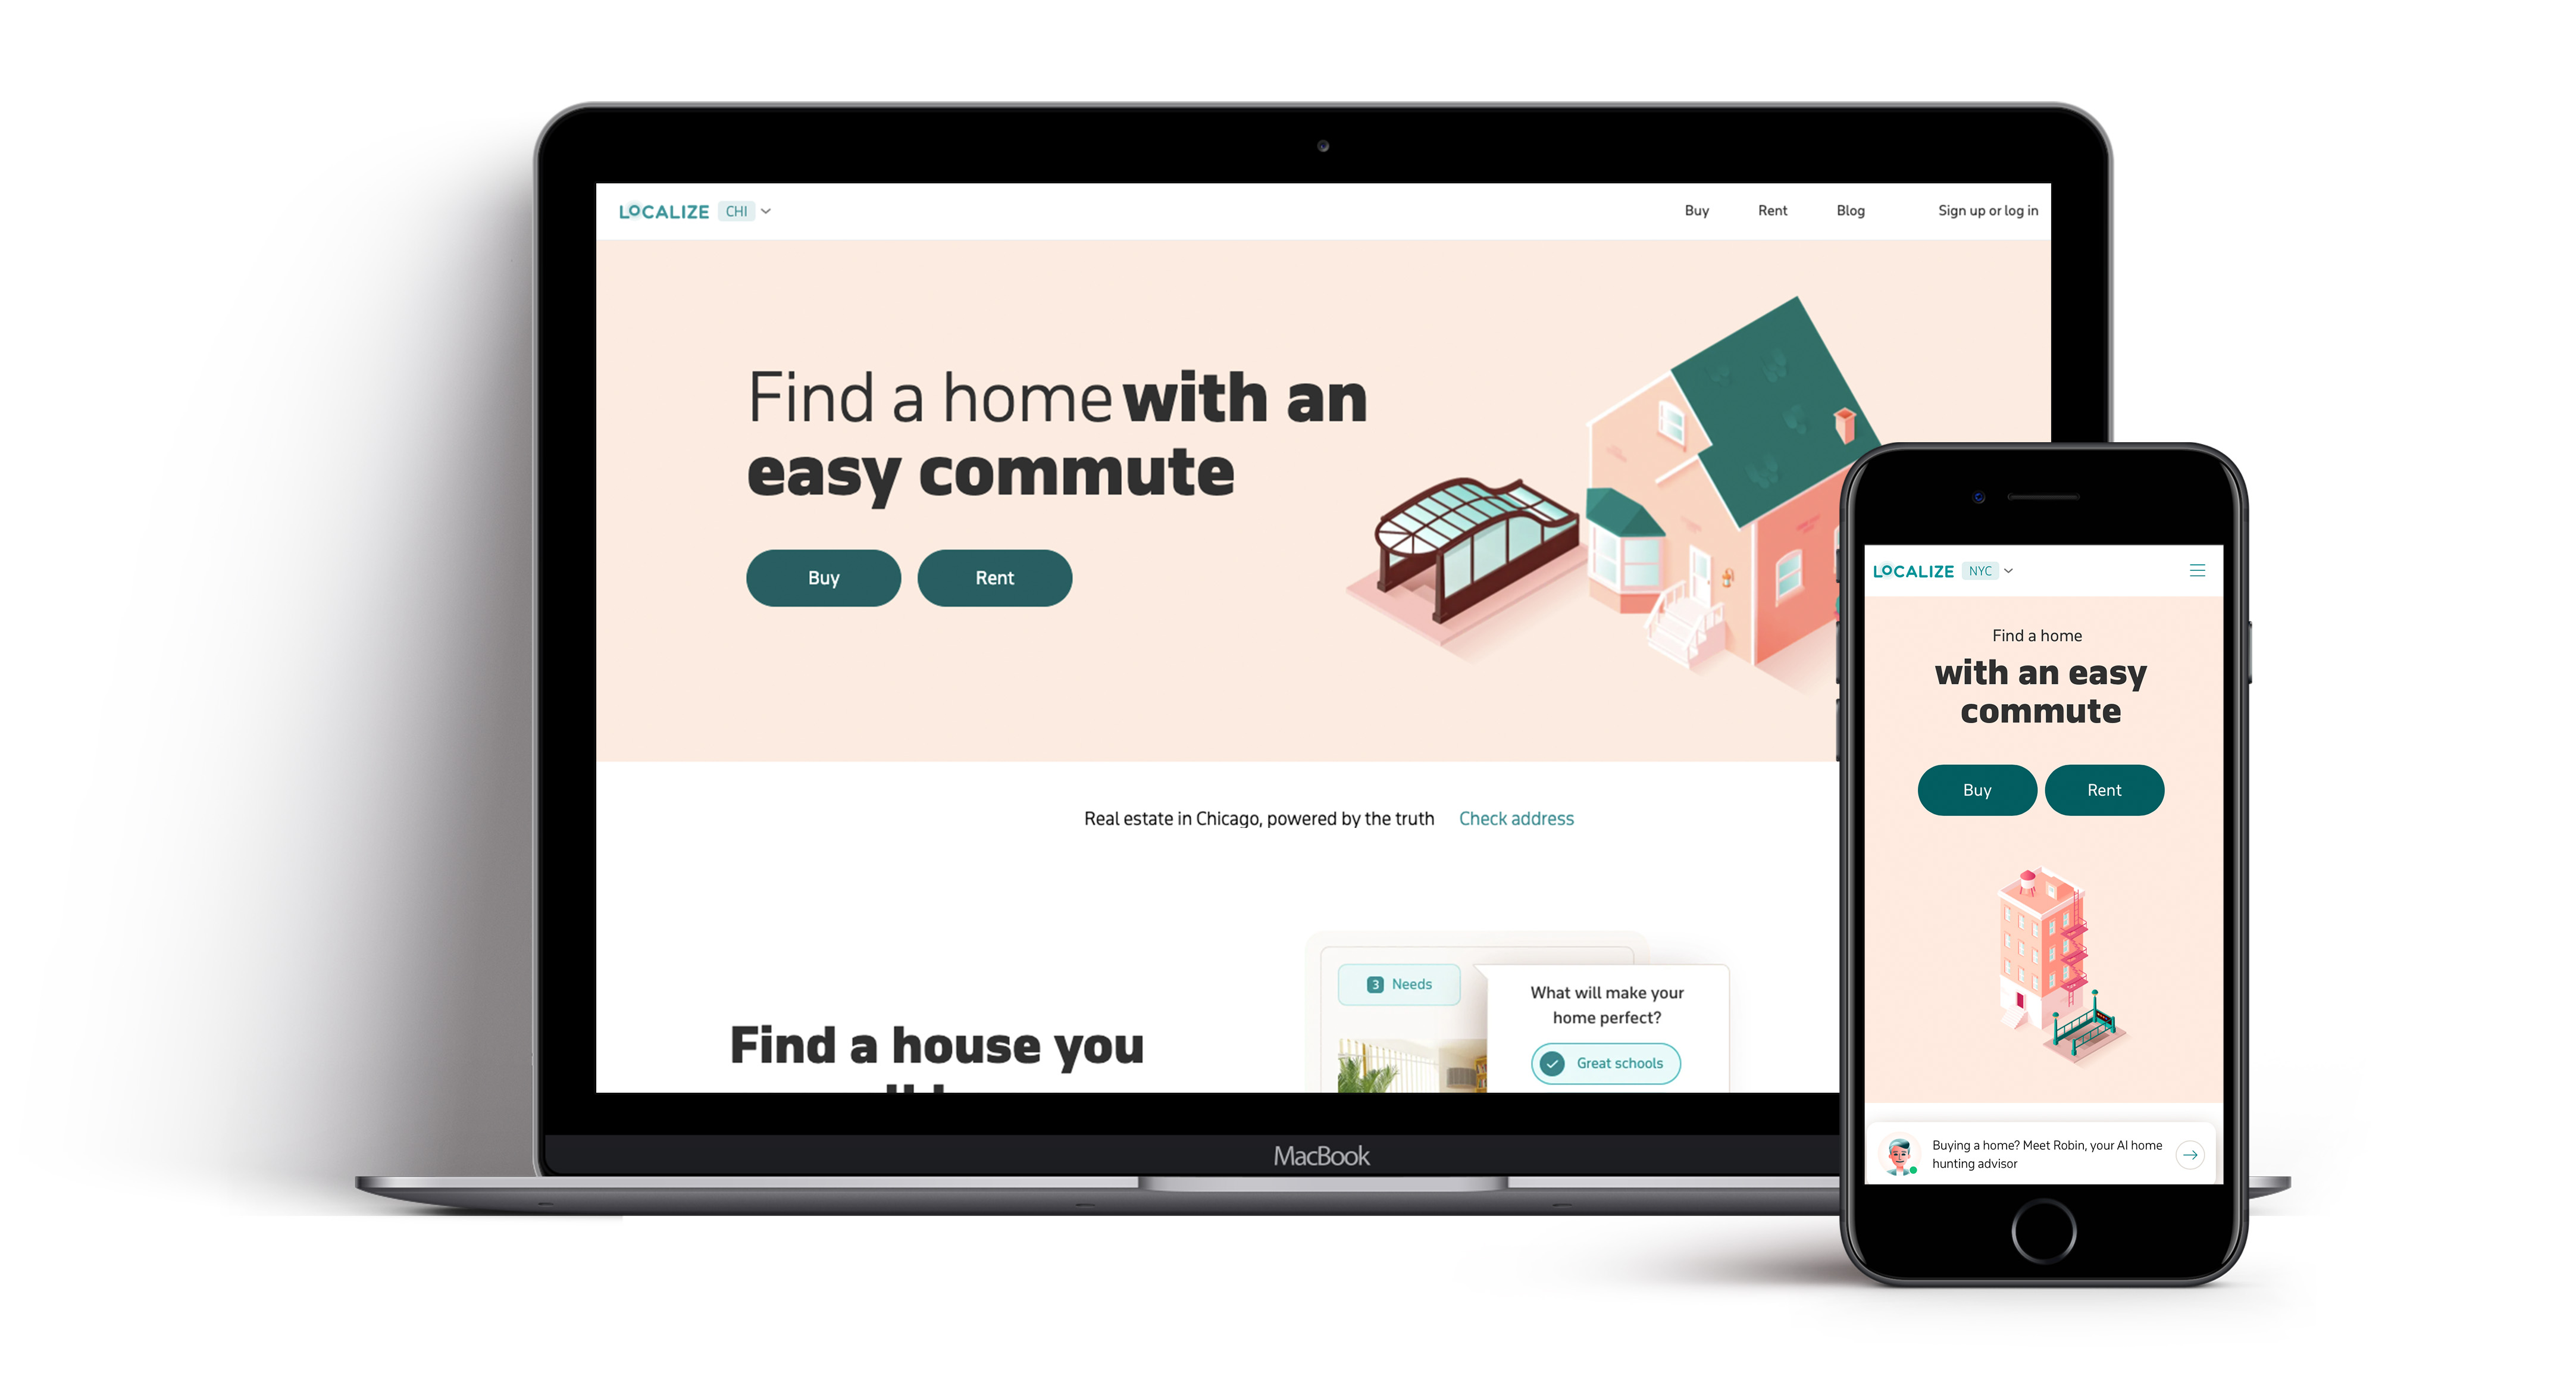 LOCALIZE CHI
Buy Rent Blog Sign up or log in
Find a home with an
easy commute
Buy Rent
Real estate in Chicago, powered by the truth Check address
3 Needs
What will make your
home perfect?
Great schools
Find a house you
MacBook
LOCALIZE NYC
Find a home
with an easy
commute
Buy Rent
Buying a home? Meet Robin, your AI home
hunting advisor